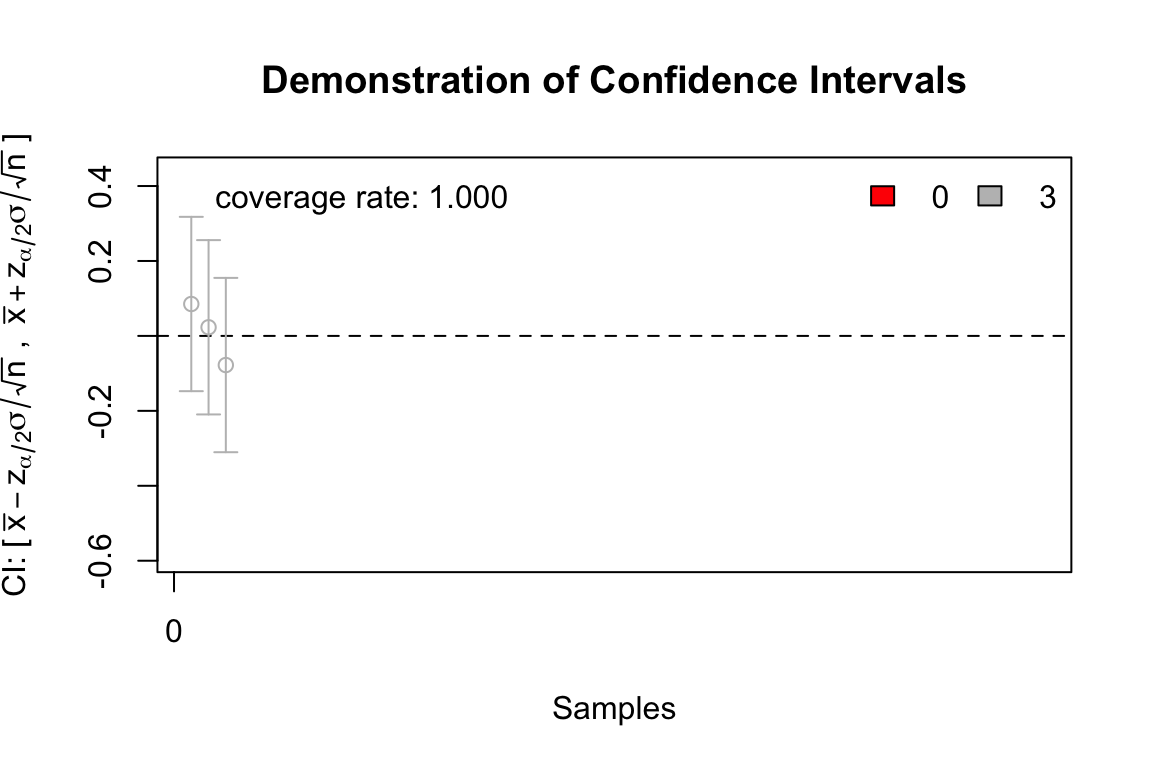 Demonstration of Confidence Intervals
coverage rate: 1.000
0
3
0.4
0.2
-0.2
-0.6
CI: [ x̅ − z_{α/2}σ/√n , x̅ + z_{α/2}σ/√n ]
0
Samples